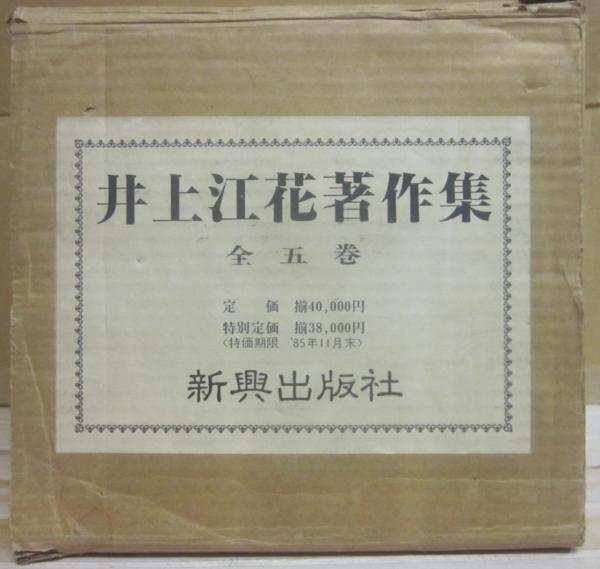 井上江花著作集
全五巻
定　価　揃40,000円
特別定価　揃38,000円
〈特価期限　'85年11月末〉
新興出版社